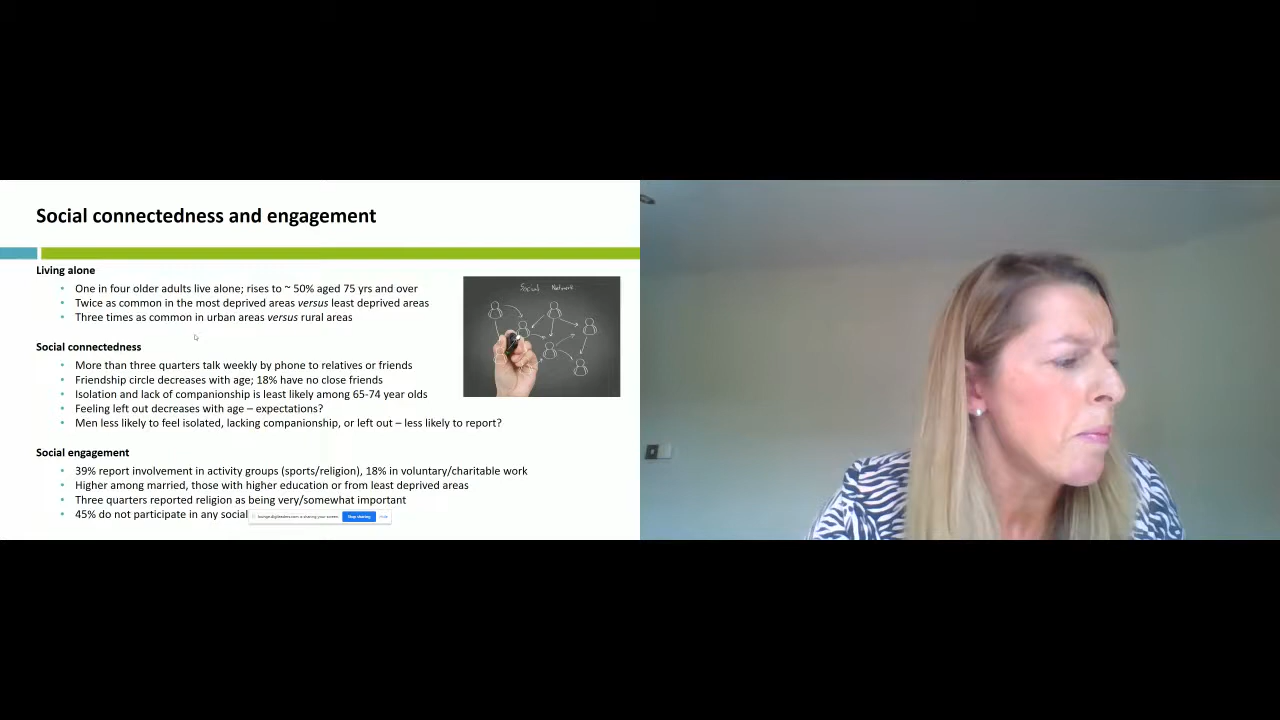 Social connectedness and engagement
Living alone
• One in four older adults live alone; rises to ~ 50% aged 75 yrs and over
• Twice as common in the most deprived areas versus least deprived areas
• Three times as common in urban areas versus rural areas
Social Network
Social connectedness
• More than three quarters talk weekly by phone to relatives or friends
• Friendship circle decreases with age; 18% have no close friends
• Isolation and lack of companionship is least likely among 65-74 year olds
• Feeling left out decreases with age – expectations?
• Men less likely to feel isolated, lacking companionship, or left out – less likely to report?
Social engagement
• 39% report involvement in activity groups (sports/religion), 18% in voluntary/charitable work
• Higher among married, those with higher education or from least deprived areas
• Three quarters reported religion as being very/somewhat important
• 45% do not participate in any social
is sharing your screen. Stop sharing Hide